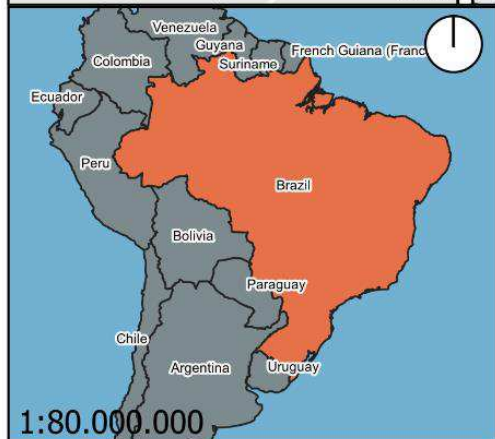 Venezuela
Guyana
French Guiana (Franc
Suriname
Colombia
Ecuador
Peru
Brazil
Bolivia
Paraguay
Chile
Argentina
Uruguay
1:80.000.000